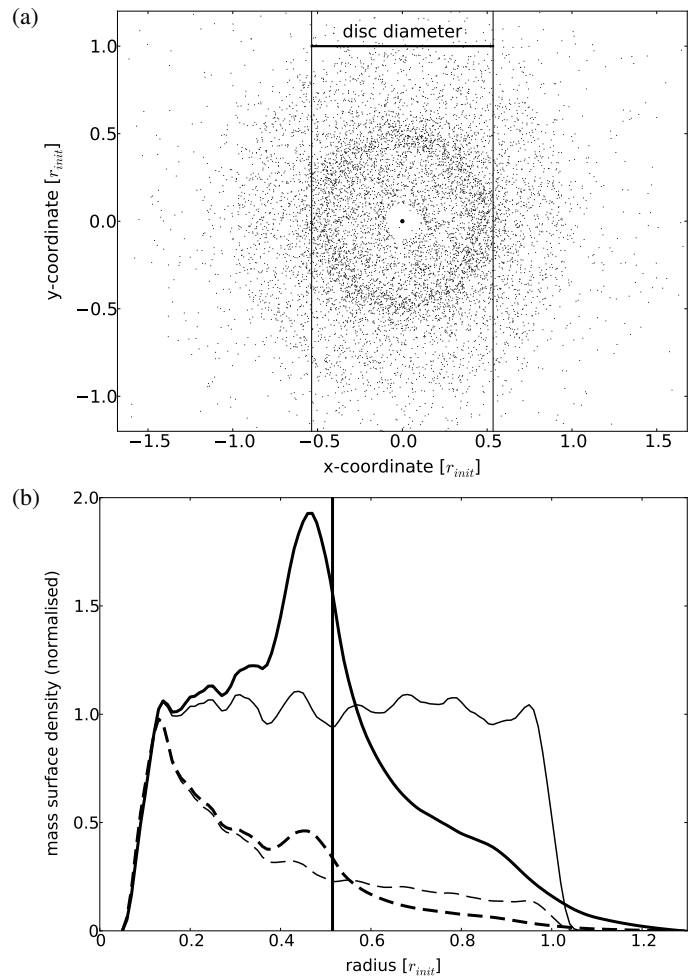 (a)
disc diameter
1.0
0.5
0.0
−0.5
−1.0
−1.5 −1.0 −0.5 0.0 0.5 1.0 1.5
y-coordinate [r_init]
x-coordinate [r_init]
(b)
2.0
1.5
1.0
0.5
0
0 0.2 0.4 0.6 0.8 1.0 1.2
mass surface density (normalised)
radius [r_init]